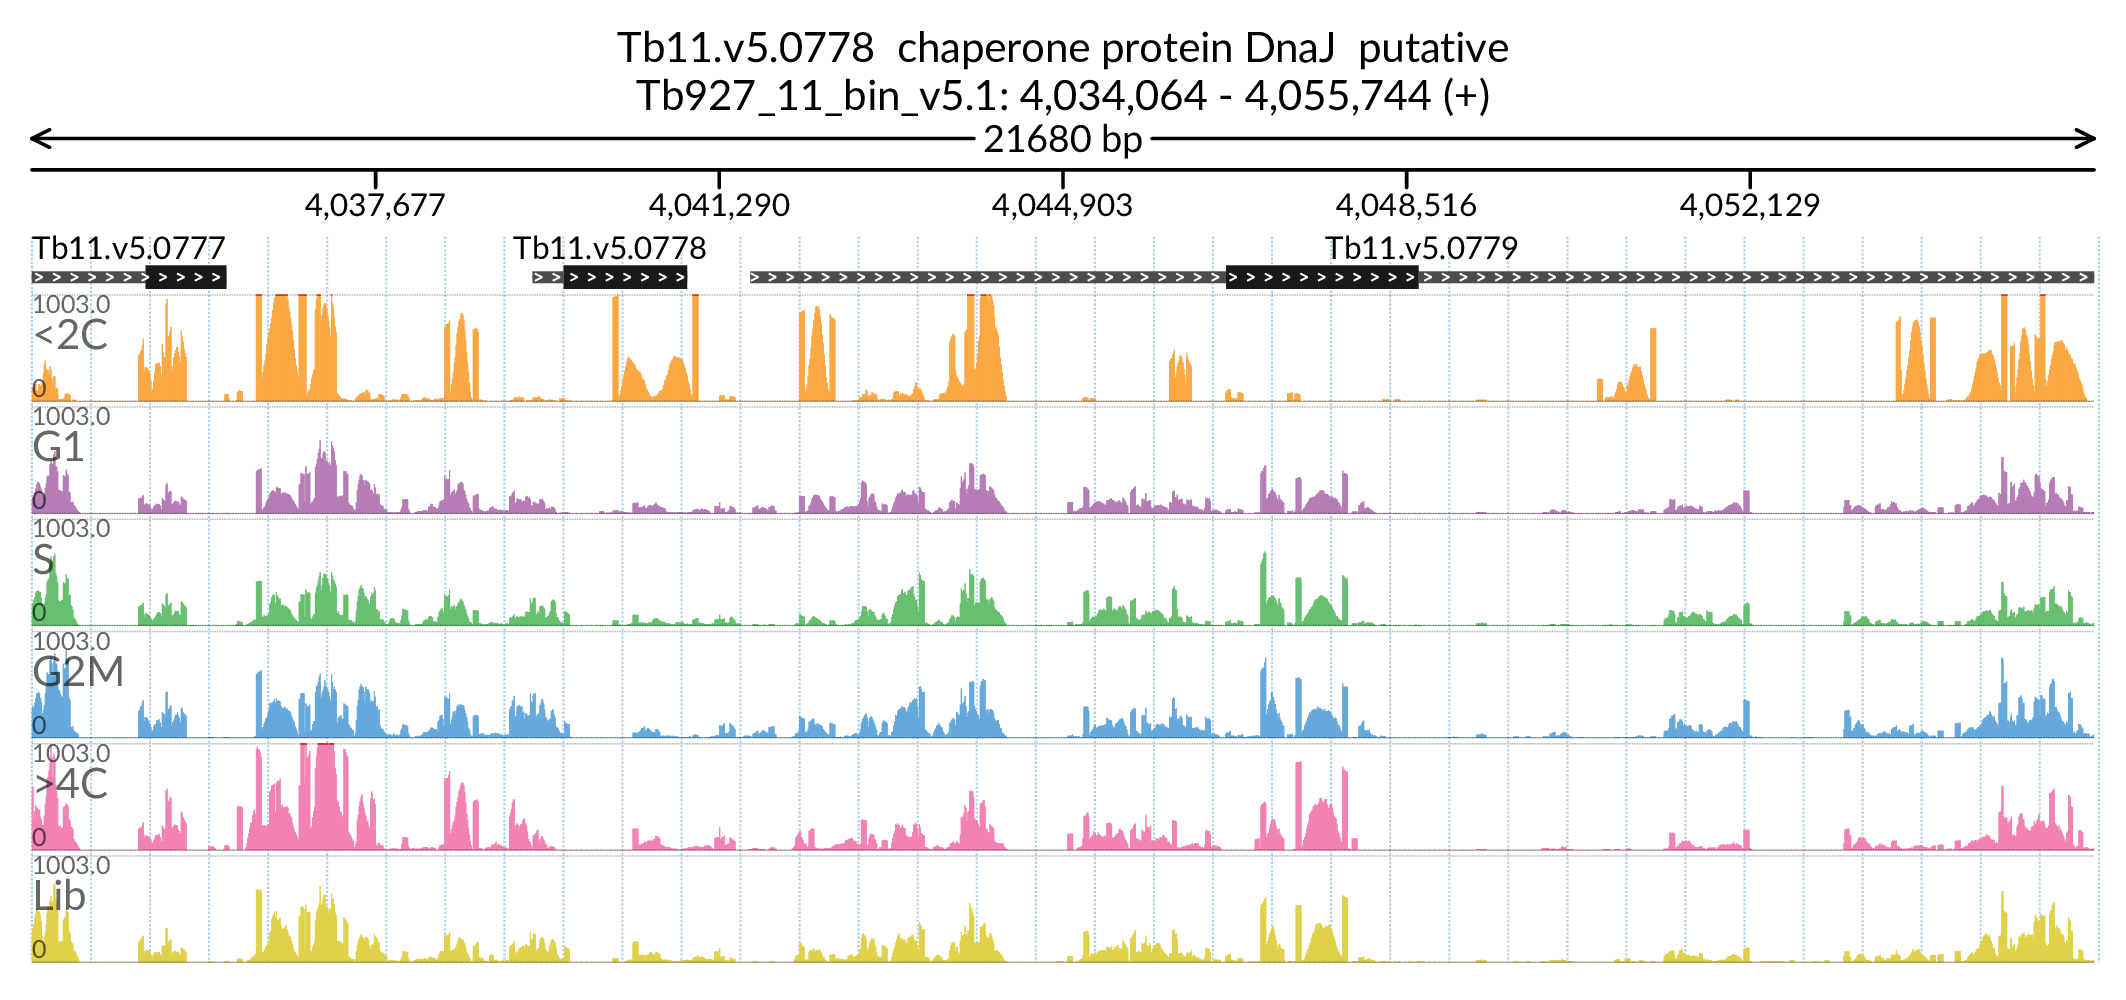 Tb11.v5.0778 chaperone protein DnaJ putative
Tb927_11_bin_v5.1: 4,034,064 - 4,055,744 (+)
21680 bp
4,037,677 4,041,290 4,044,903 4,048,516 4,052,129
Tb11.v5.0777 Tb11.v5.0778 Tb11.v5.0779
1003.0
<2C
0
1003.0
G1
0
1003.0
S
0
1003.0
G2M
0
1003.0
>4C
0
1003.0
Lib
0